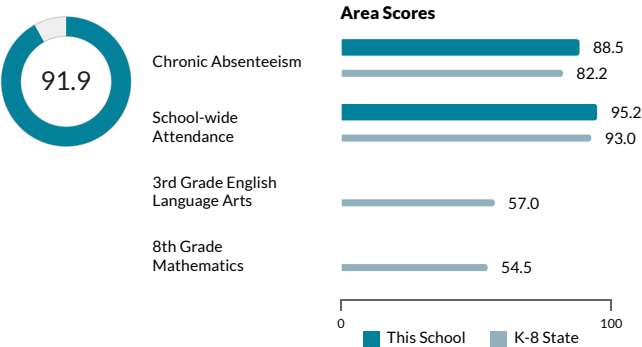 Area Scores
91.9
Chronic Absenteeism
88.5
82.2
School-wide
Attendance
95.2
93.0
3rd Grade English
Language Arts
57.0
8th Grade
Mathematics
54.5
0
100
This School
K-8 State